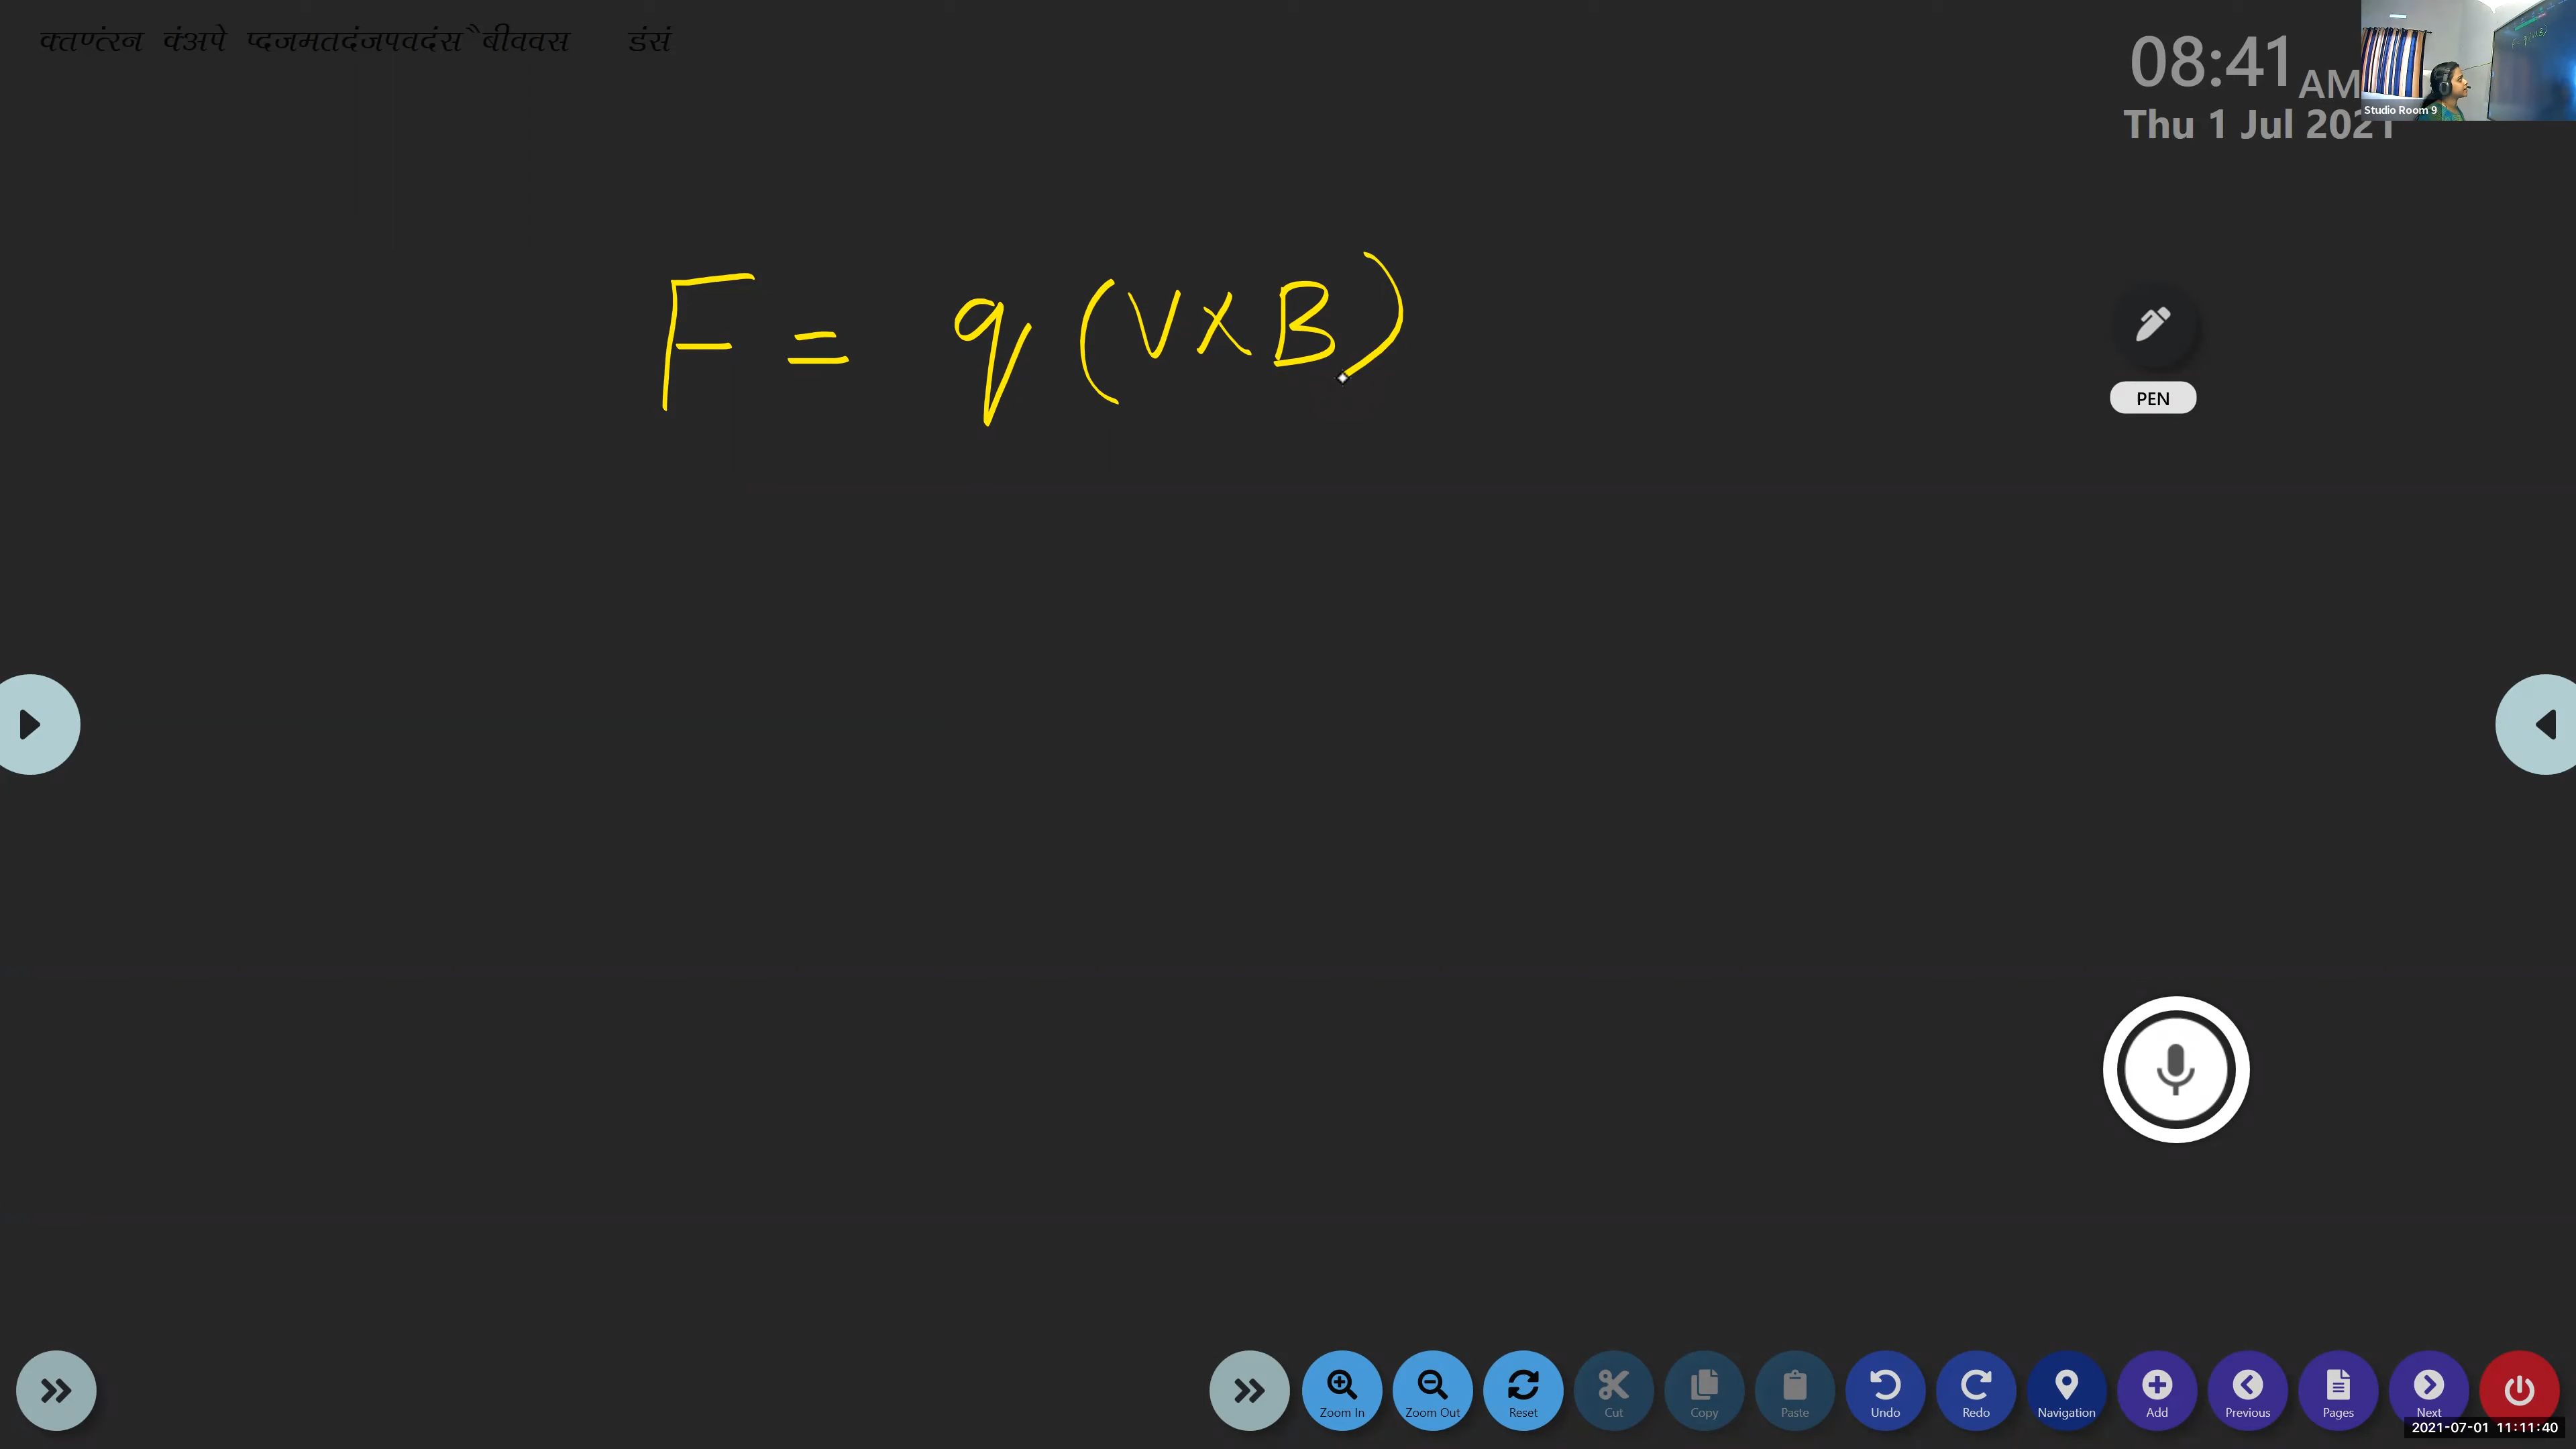 क्तण्तंरन कंअपे प्दजमतदंजपवदंस ैबीववस डंसं
08:41 AM
Thu 1 Jul 2021
Studio Room 9
F = q (V×B)
PEN
Zoom In Zoom Out Reset Cut Copy Paste Undo Redo Navigation Add Previous Pages Next
2021-07-01 11:11:40